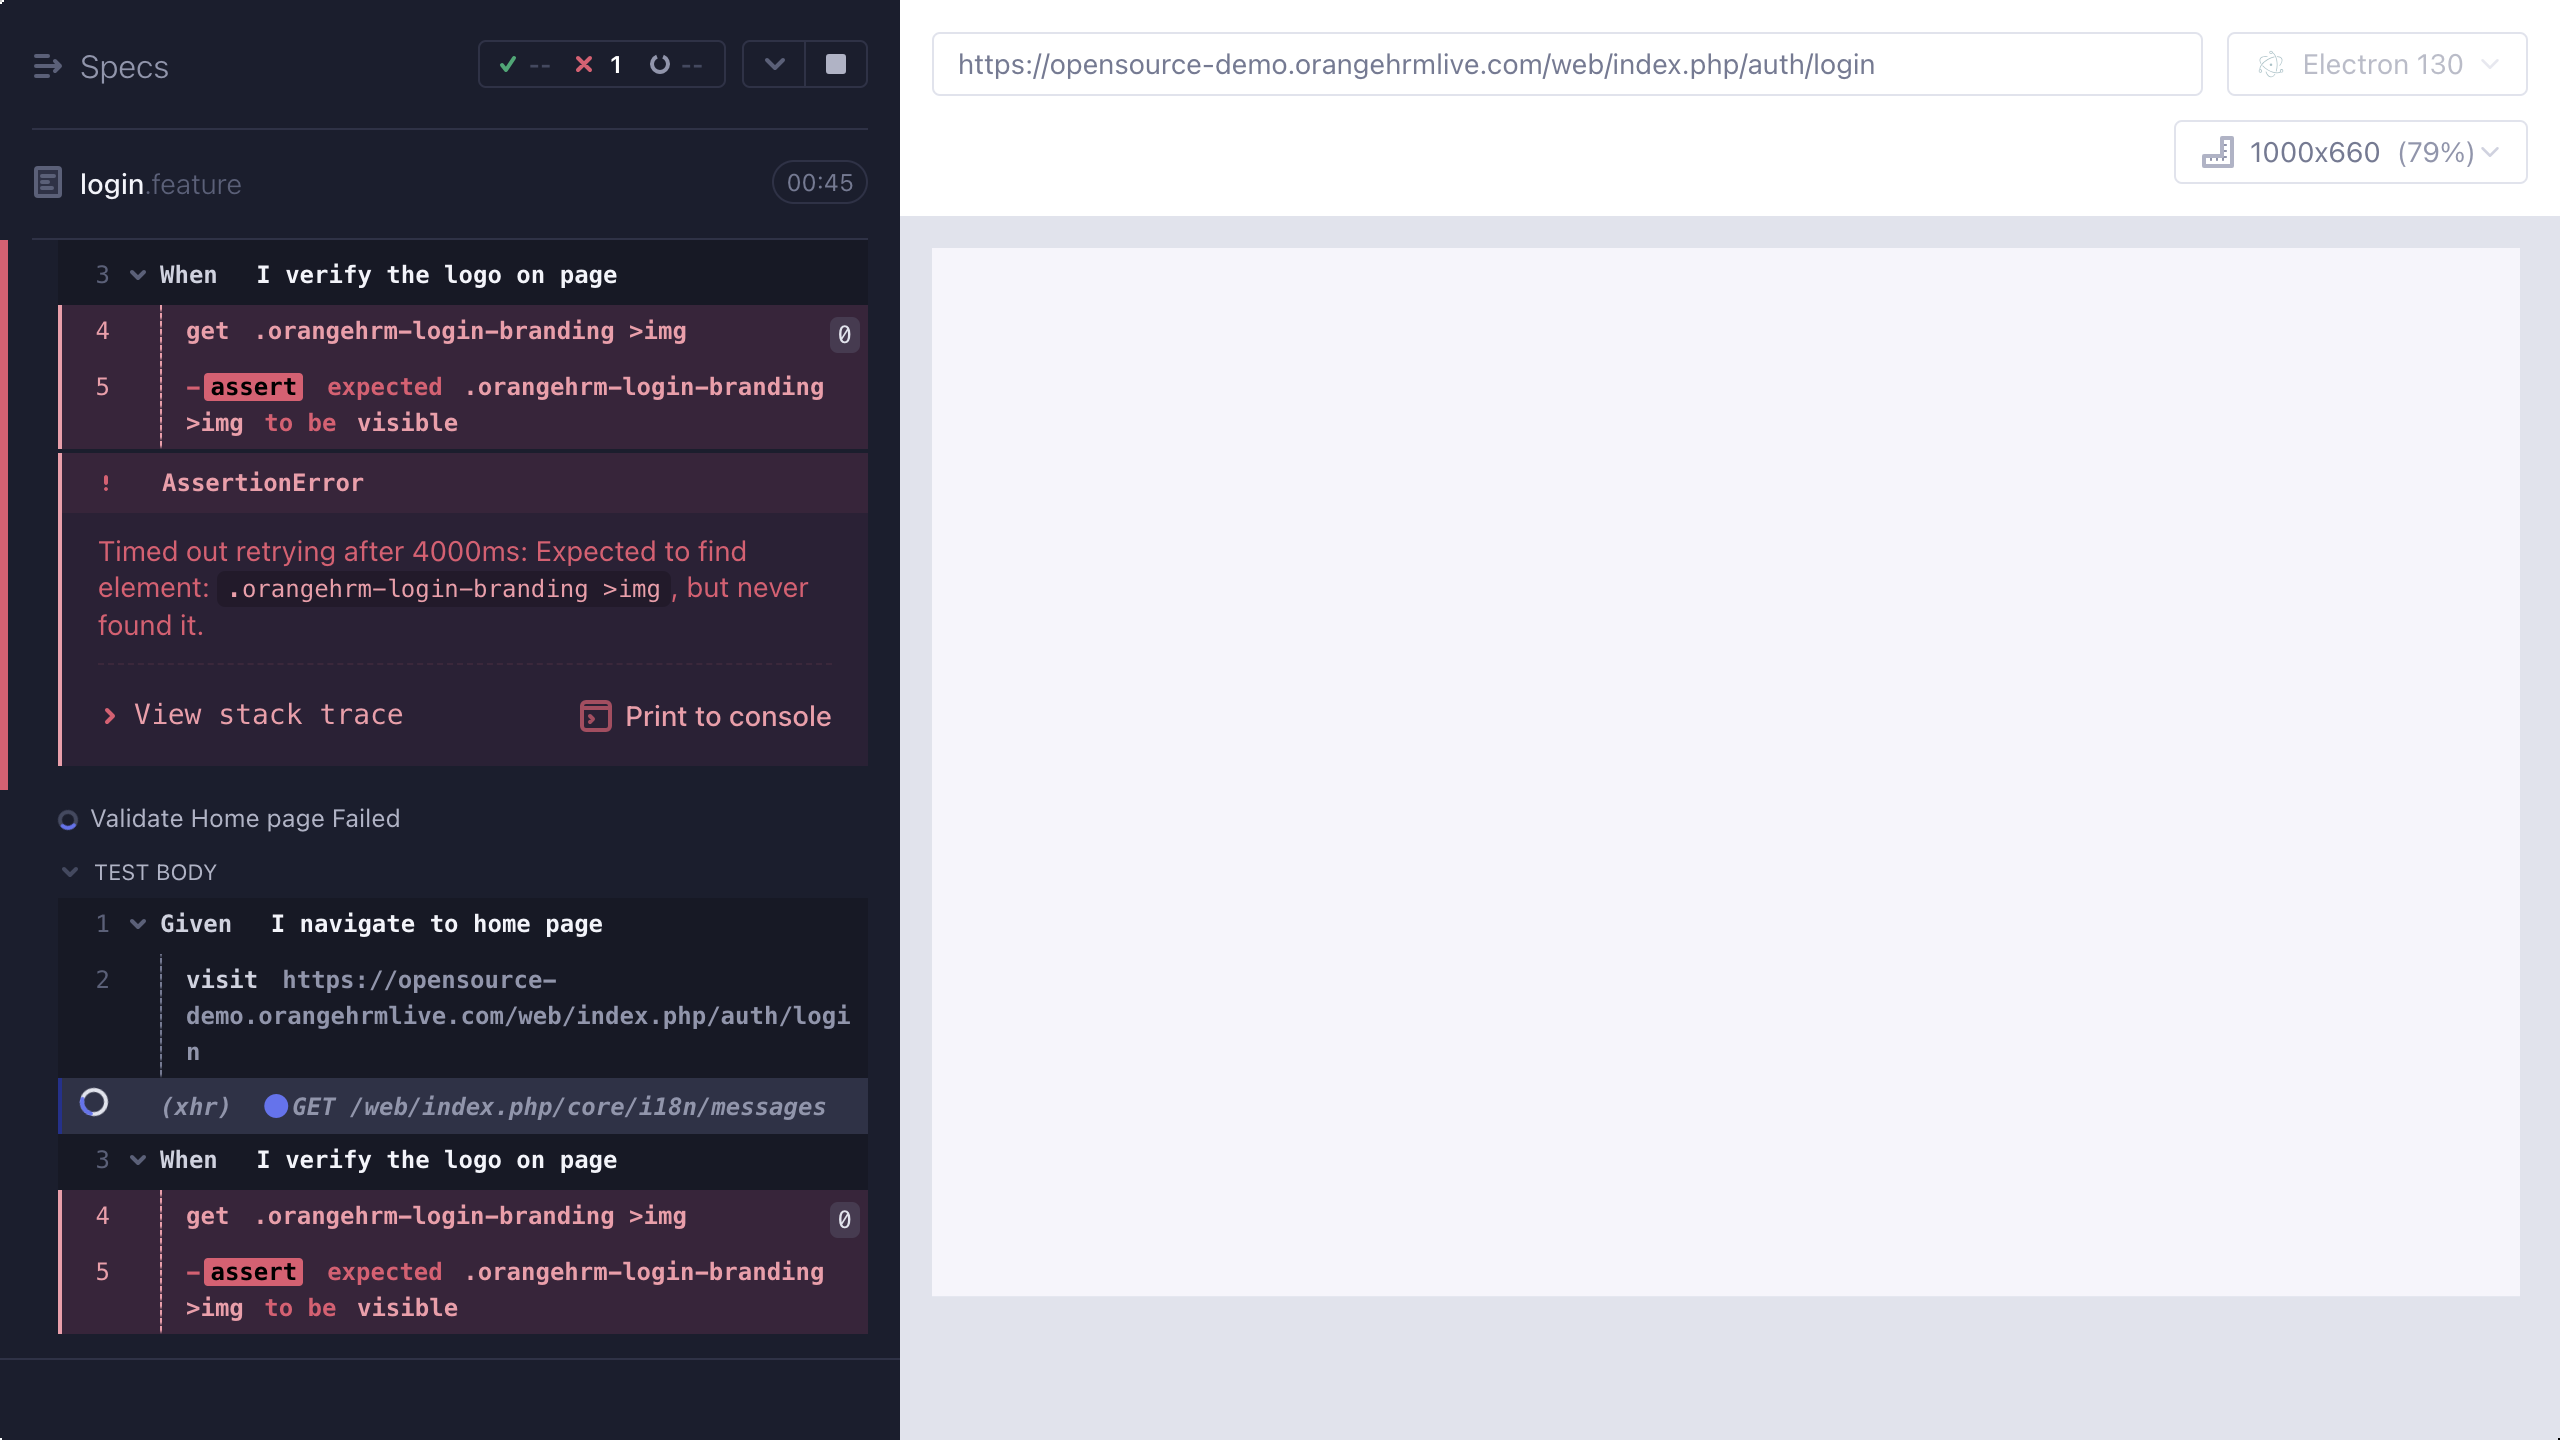 Specs
-- 1 --
login.feature
00:45
3 When I verify the logo on page
4 get .orangehrm-login-branding >img 0
5 -assert expected .orangehrm-login-branding
>img to be visible
! AssertionError
Timed out retrying after 4000ms: Expected to find
element: .orangehrm-login-branding >img, but never
found it.
View stack trace
Print to console
Validate Home page Failed
TEST BODY
1 Given I navigate to home page
2 visit https://opensource-
demo.orangehrmlive.com/web/index.php/auth/logi
n
(xhr) GET /web/index.php/core/i18n/messages
3 When I verify the logo on page
4 get .orangehrm-login-branding >img 0
5 -assert expected .orangehrm-login-branding
>img to be visible
https://opensource-demo.orangehrmlive.com/web/index.php/auth/login
Electron 130
1000x660 (79%)